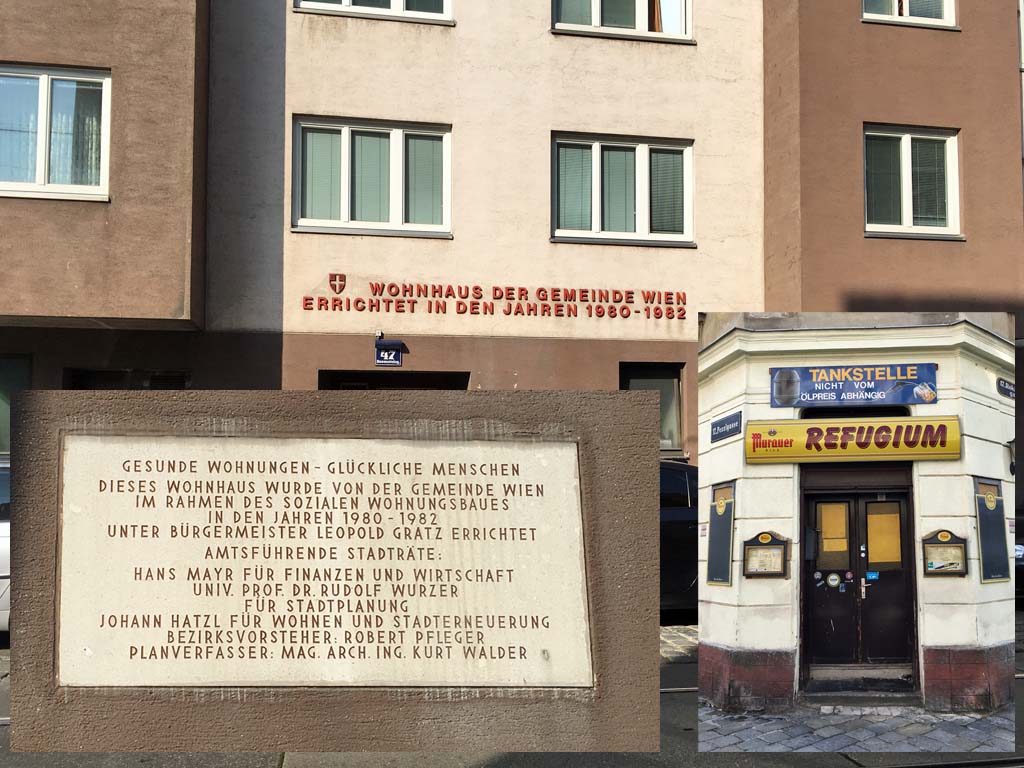 WOHNHAUS DER GEMEINDE WIEN
ERRICHTET IN DEN JAHREN 1980-1982
47
GESUNDE WOHNUNGEN - GLÜCKLICHE MENSCHEN
DIESES WOHNHAUS WURDE VON DER GEMEINDE WIEN
IM RAHMEN DES SOZIALEN WOHNUNGSBAUES
IN DEN JAHREN 1980 - 1982
UNTER BÜRGERMEISTER LEOPOLD GRATZ ERRICHTET
AMTSFÜHRENDE STADTRÄTE:
HANS MAYR FÜR FINANZEN UND WIRTSCHAFT
UNIV. PROF. DR. RUDOLF WURZER
FÜR STADTPLANUNG
JOHANN HATZL FÜR WOHNEN UND STADTERNEUERUNG
BEZIRKSVORSTEHER: ROBERT PFLEGER
PLANVERFASSER: MAG. ARCH. ING. KURT WALDER
TANKSTELLE
NICHT VOM
ÖLPREIS ABHÄNGIG
Murauer
BIER
REFUGIUM